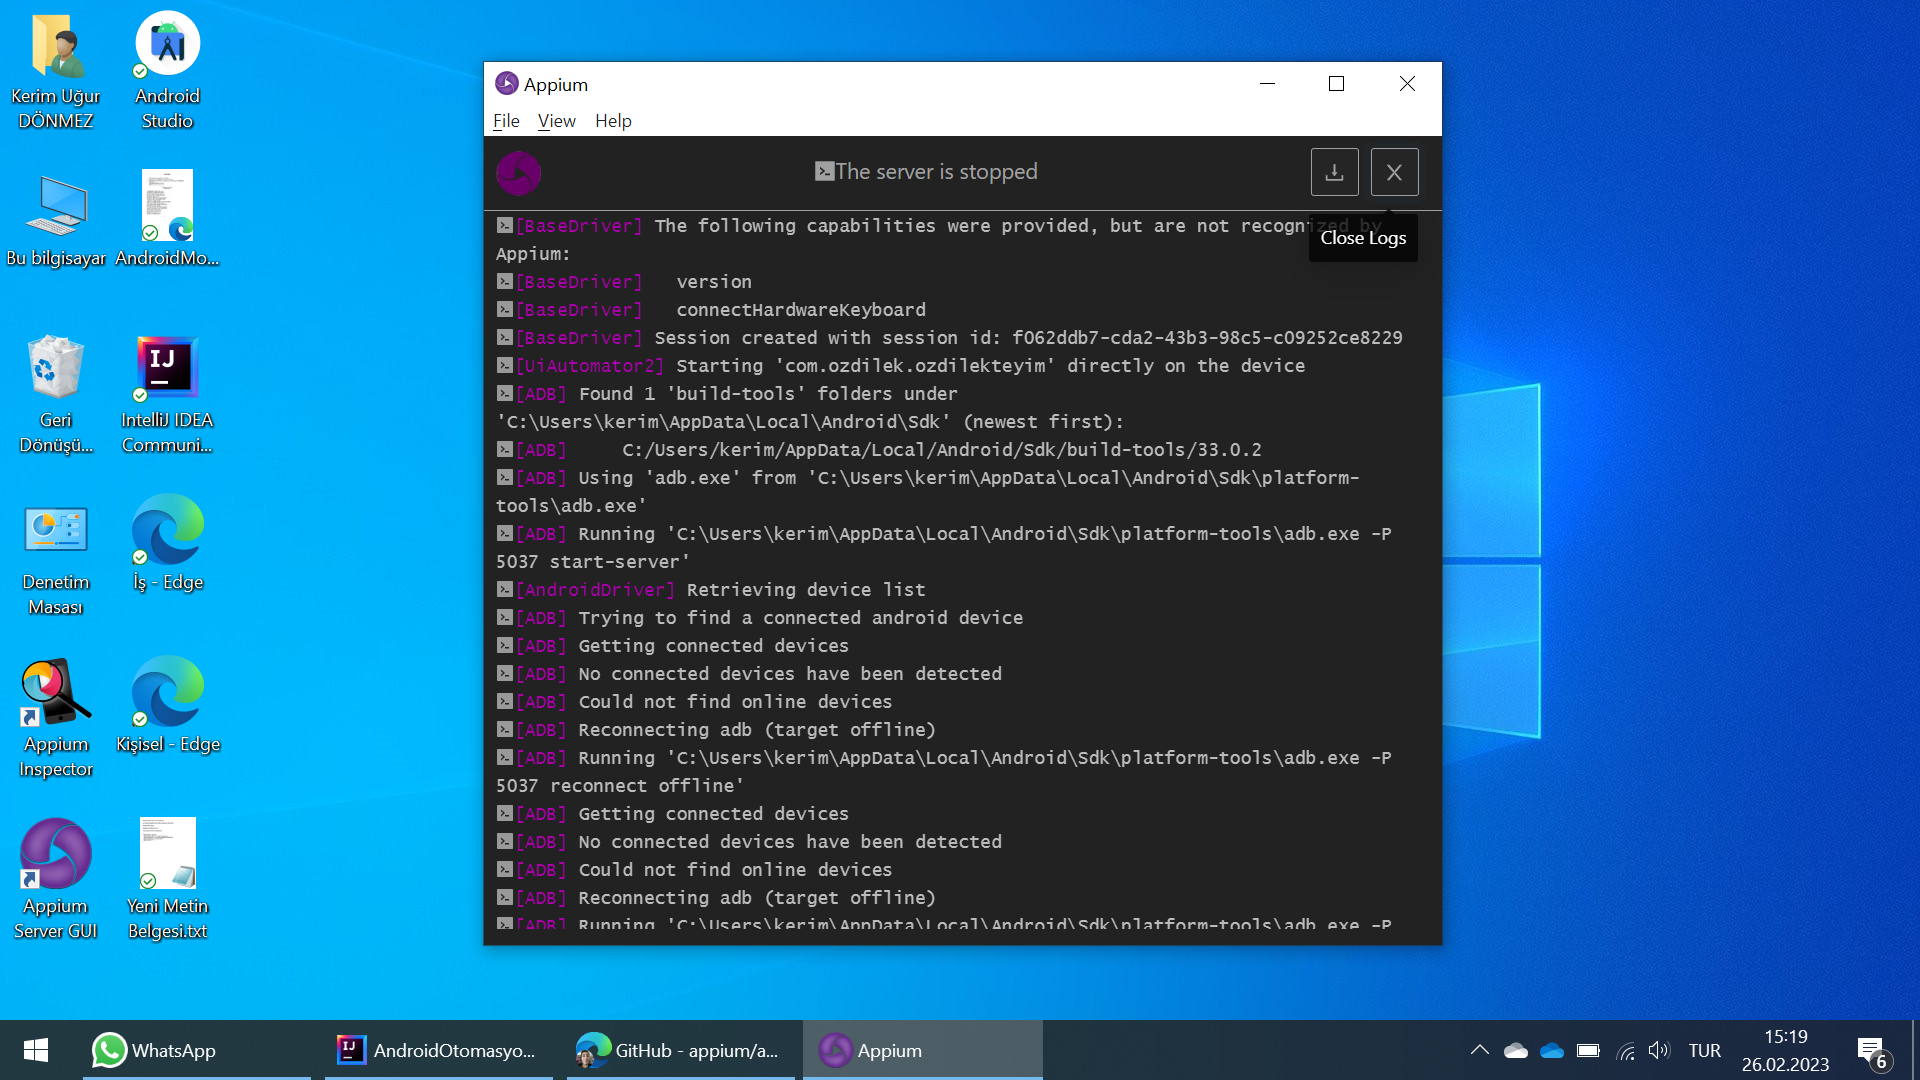 Kerim Uğur
DÖNMEZ
Android
Studio
Bu bilgisayar
AndroidMo...
Geri
Dönüşü...
IntelliJ IDEA
Communi...
Denetim
Masası
İş - Edge
Appium
Inspector
Kişisel - Edge
Appium
Server GUI
Yeni Metin
Belgesi.txt
Appium
File View Help
The server is stopped
Close Logs
[BaseDriver] The following capabilities were provided, but are not recognized by
Appium:
[BaseDriver]   version
[BaseDriver]   connectHardwareKeyboard
[BaseDriver] Session created with session id: f062ddb7-cda2-43b3-98c5-c09252ce8229
[UiAutomator2] Starting 'com.ozdilek.ozdilekteyim' directly on the device
[ADB] Found 1 'build-tools' folders under
'C:\Users\kerim\AppData\Local\Android\Sdk' (newest first):
[ADB]     C:/Users/kerim/AppData/Local/Android/Sdk/build-tools/33.0.2
[ADB] Using 'adb.exe' from 'C:\Users\kerim\AppData\Local\Android\Sdk\platform-
tools\adb.exe'
[ADB] Running 'C:\Users\kerim\AppData\Local\Android\Sdk\platform-tools\adb.exe -P
5037 start-server'
[AndroidDriver] Retrieving device list
[ADB] Trying to find a connected android device
[ADB] Getting connected devices
[ADB] No connected devices have been detected
[ADB] Could not find online devices
[ADB] Reconnecting adb (target offline)
[ADB] Running 'C:\Users\kerim\AppData\Local\Android\Sdk\platform-tools\adb.exe -P
5037 reconnect offline'
[ADB] Getting connected devices
[ADB] No connected devices have been detected
[ADB] Could not find online devices
[ADB] Reconnecting adb (target offline)
[ADB] Running 'C:\Users\kerim\AppData\Local\Android\Sdk\platform-tools\adb.exe -P
WhatsApp
AndroidOtomasyo...
GitHub - appium/a...
Appium
TUR
15:19
26.02.2023
6